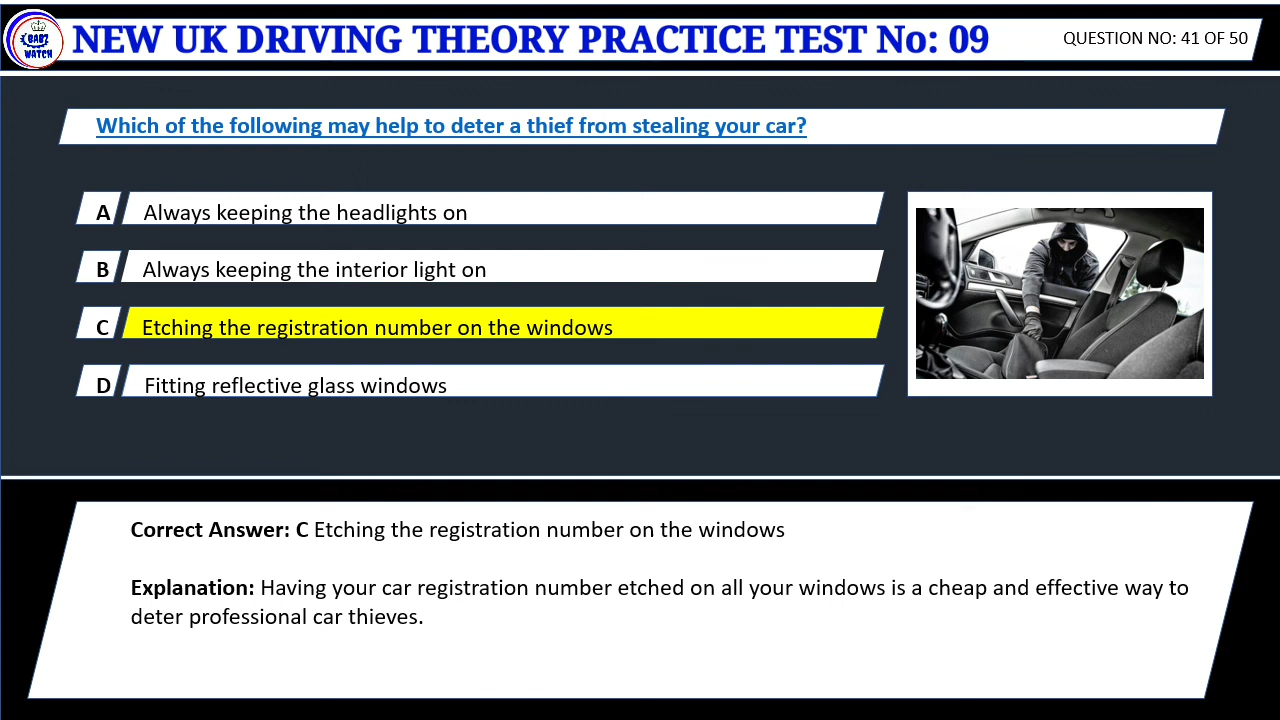 BABZ
WATCH
NEW UK DRIVING THEORY PRACTICE TEST No: 09
QUESTION NO: 41 OF 50
Which of the following may help to deter a thief from stealing your car?
A Always keeping the headlights on
B Always keeping the interior light on
C Etching the registration number on the windows
D Fitting reflective glass windows
Correct Answer: C Etching the registration number on the windows
Explanation: Having your car registration number etched on all your windows is a cheap and effective way to
deter professional car thieves.